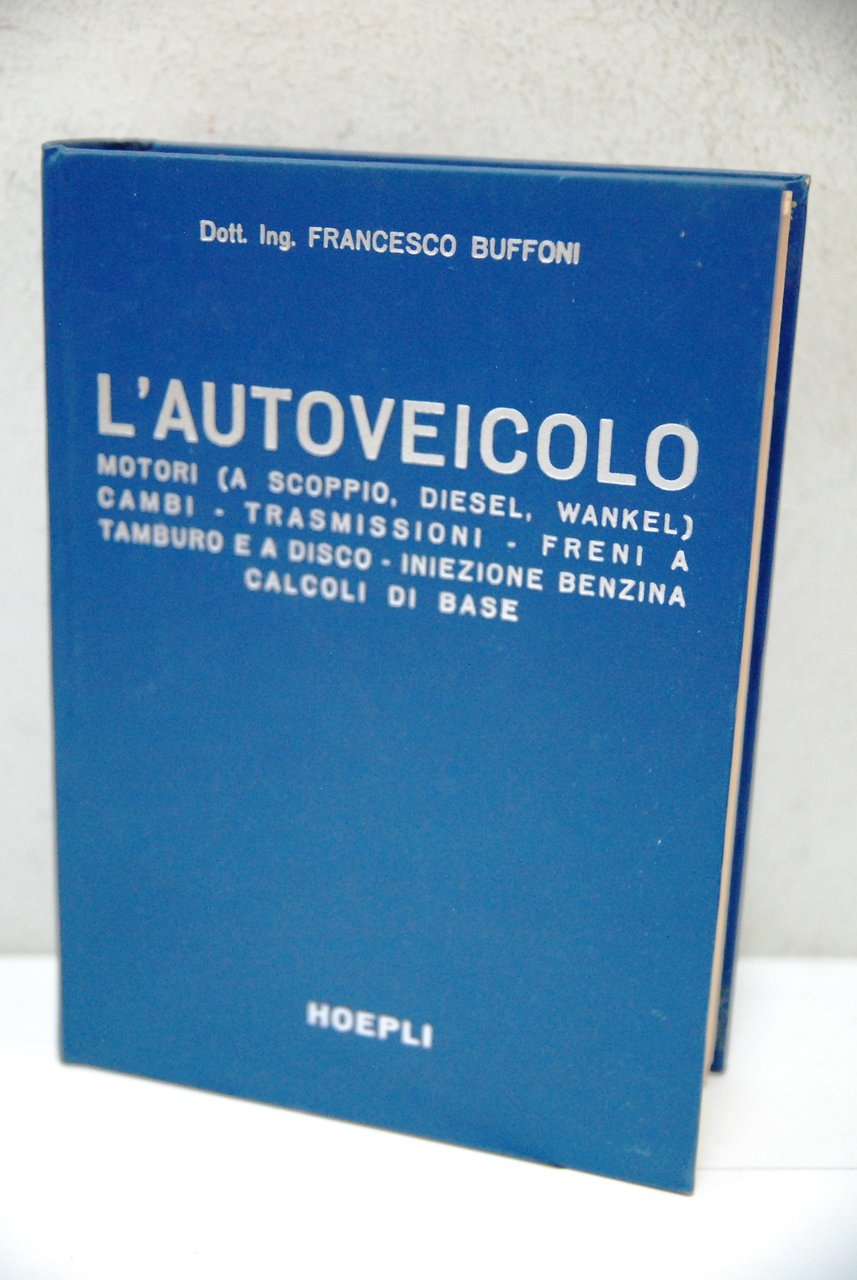 Dott. Ing. FRANCESCO BUFFONI
L'AUTOVEICOLO
MOTORI (A SCOPPIO, DIESEL, WANKEL)
CAMBI - TRASMISSIONI - FRENI A
TAMBURO E A DISCO - INIEZIONE BENZINA
CALCOLI DI BASE
HOEPLI